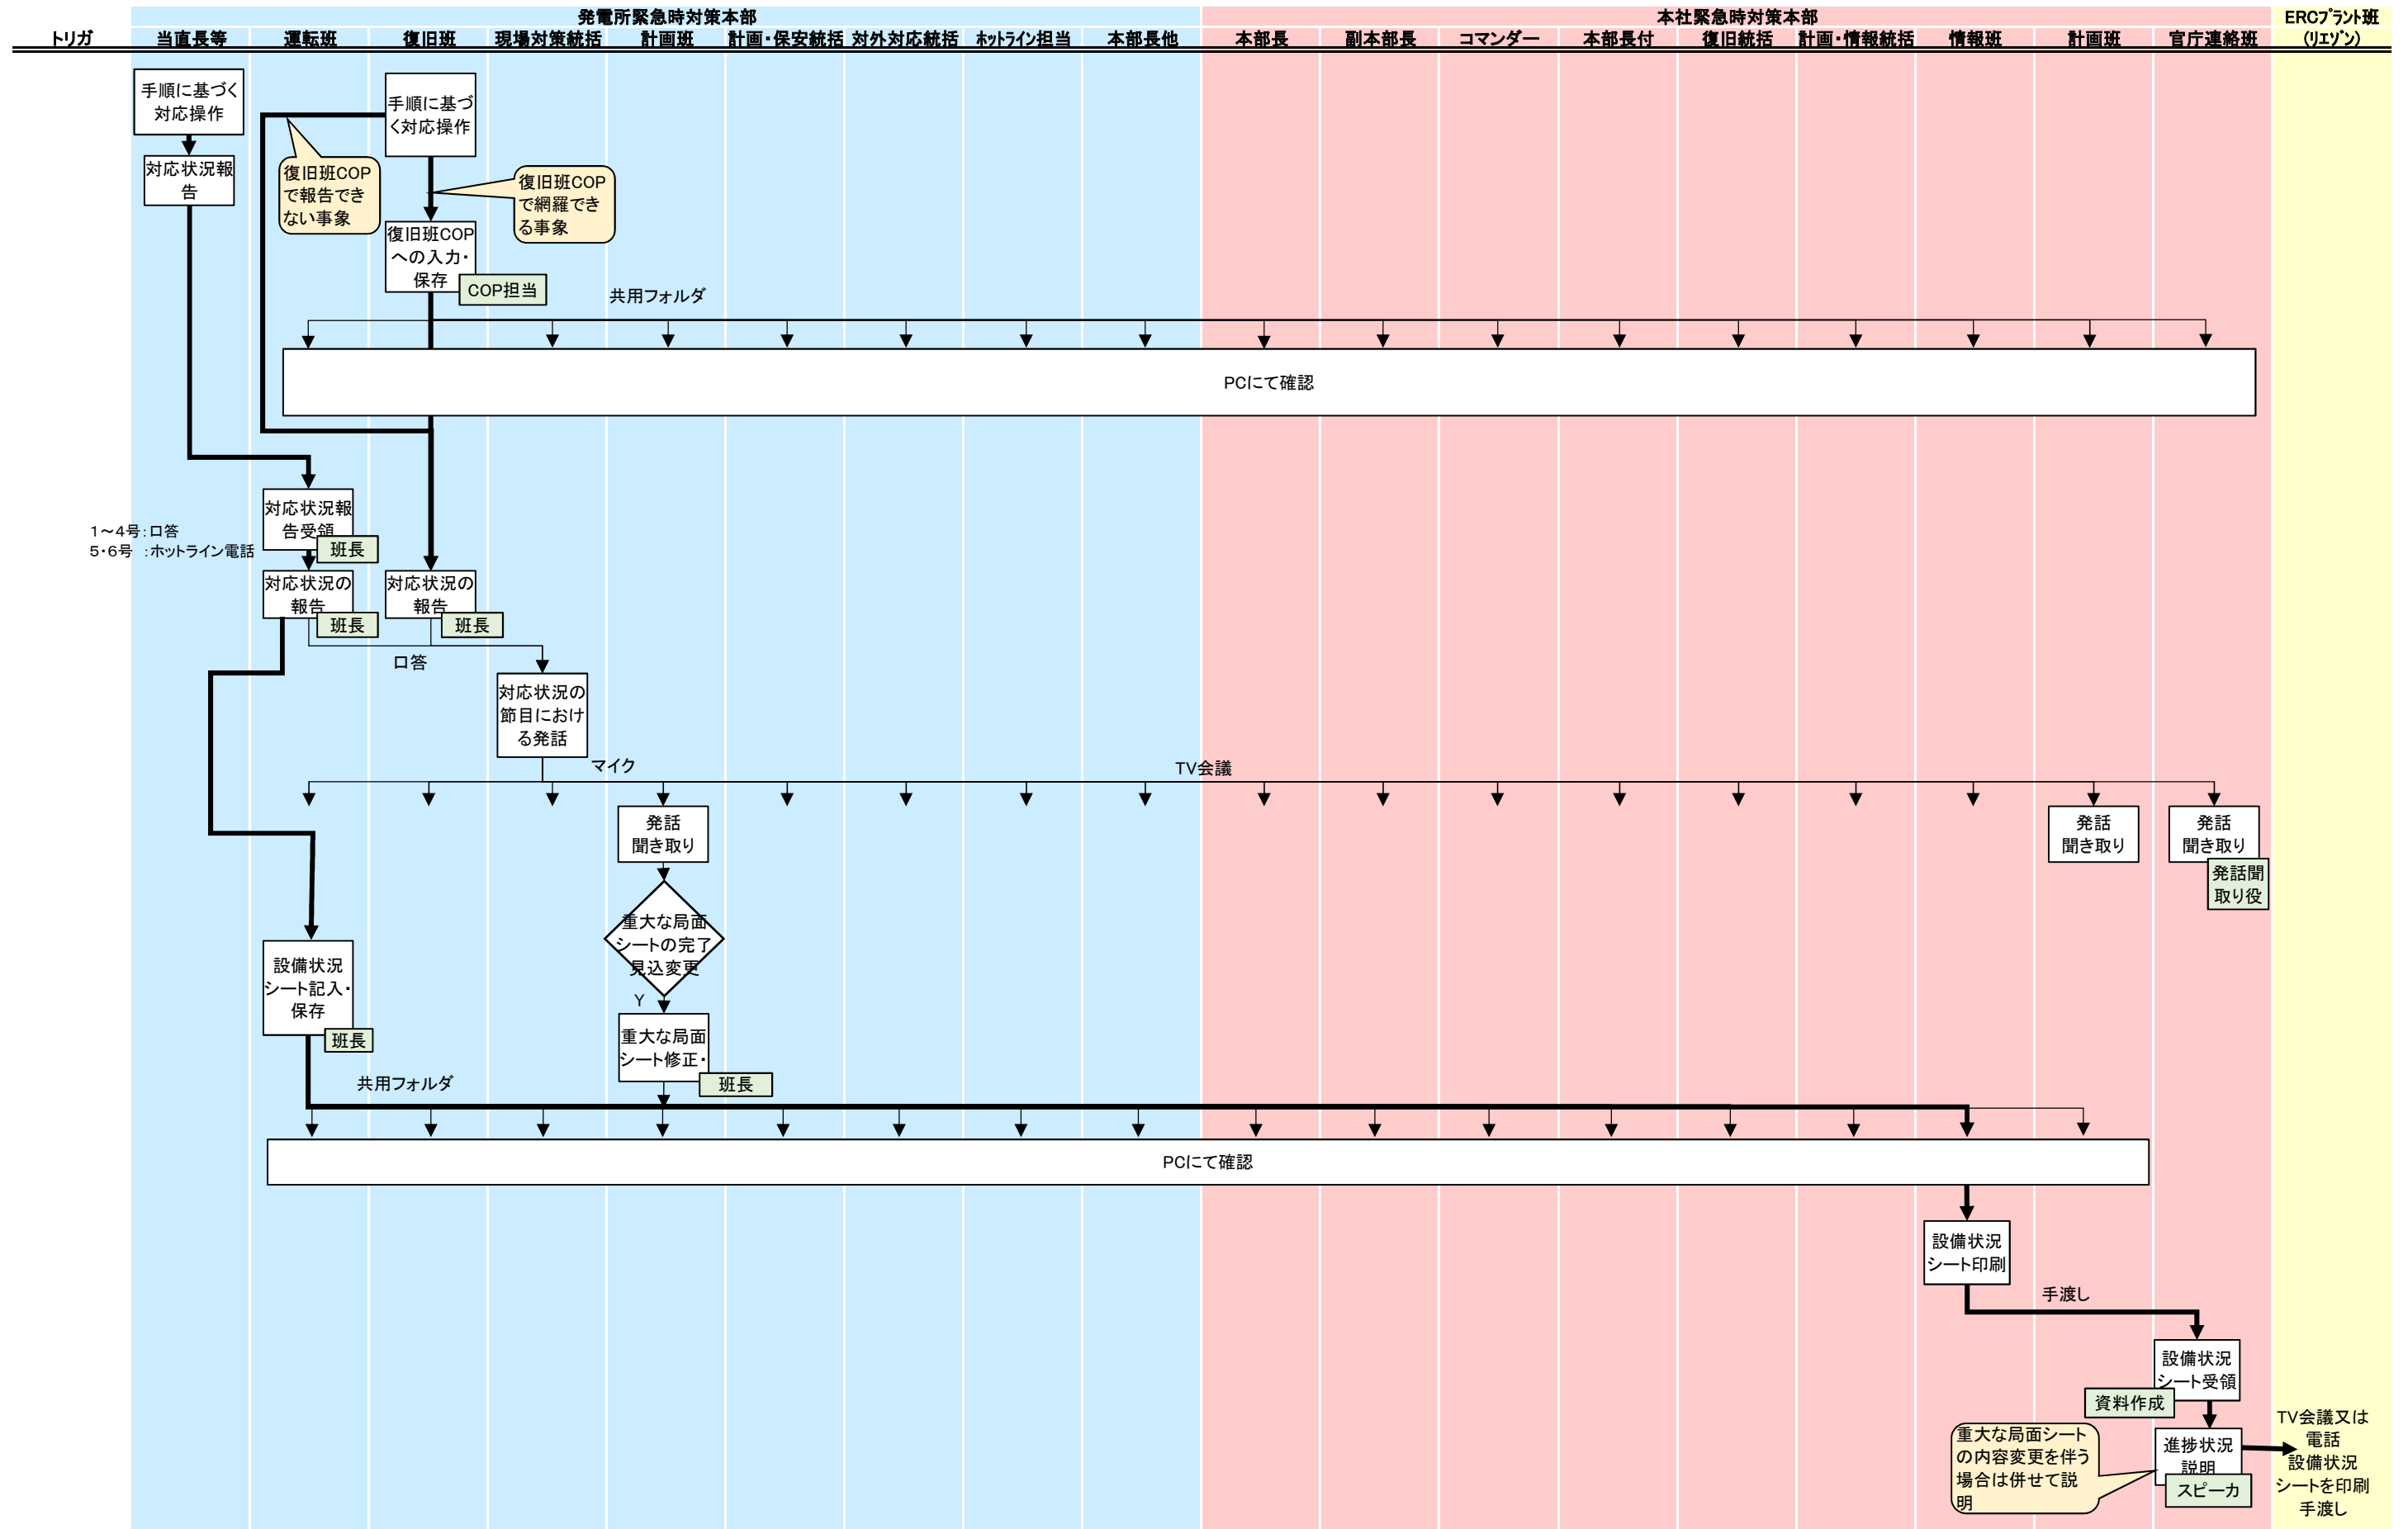 発電所緊急時対策本部
本社緊急時対策本部
ERCプラント班
(リエゾン)
トリガ
当直長等
運転班
復旧班
現場対策統括
計画班
計画・保安統括
対外対応統括
ホットライン担当
本部長他
本部長
副本部長
コマンダー
本部長付
復旧統括
計画・情報統括
情報班
計画班
官庁連絡班
手順に基づく
対応操作
手順に基づ
く対応操作
対応状況報
告
復旧班COP
で報告でき
ない事象
復旧班COP
で網羅でき
る事象
復旧班COP
への入力・
保存
COP担当
共用フォルダ
PCにて確認
対応状況報
告受領
班長
1～4号:口答
5・6号 :ホットライン電話
対応状況の
報告
班長
対応状況の
報告
班長
口答
対応状況の
節目におけ
る発話
マイク
TV会議
発話
聞き取り
発話
聞き取り
発話
聞き取り
発話聞
取り役
重大な局面
シートの完了
見込変更
Y
設備状況
シート記入・
保存
班長
重大な局面
シート修正・
班長
共用フォルダ
PCにて確認
設備状況
シート印刷
手渡し
設備状況
シート受領
資料作成
進捗状況
説明
スピーカ
重大な局面シート
の内容変更を伴う
場合は併せて説
明
TV会議又は
電話
設備状況
シートを印刷
手渡し